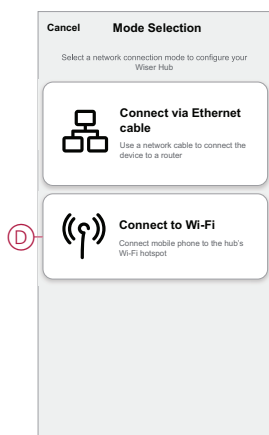 Cancel Mode Selection
Select a network connection mode to configure your
Wiser Hub
Connect via Ethernet
cable
Use a network cable to connect the
device to a router
D
Connect to Wi-Fi
Connect mobile phone to the hub's
Wi-Fi hotspot